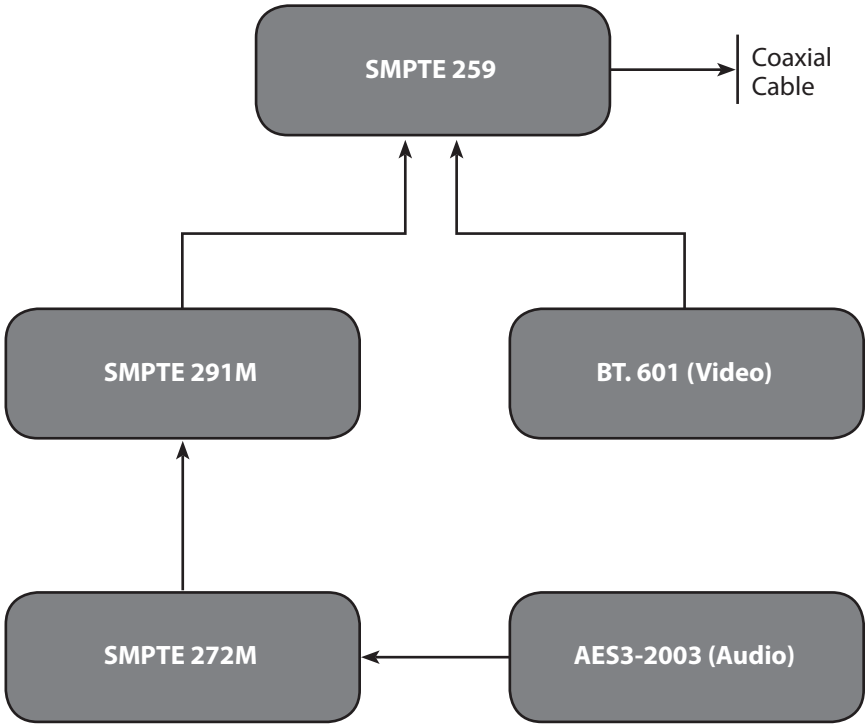 SMPTE 259
Coaxial
Cable
SMPTE 291M
BT. 601 (Video)
SMPTE 272M
AES3-2003 (Audio)